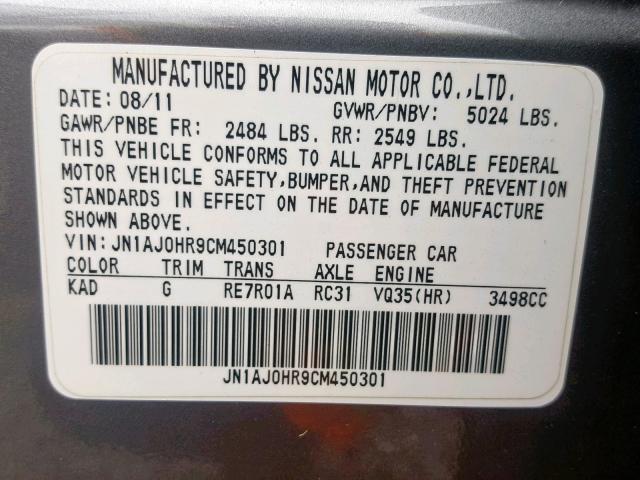 MANUFACTURED BY NISSAN MOTOR CO.,LTD.
DATE: 08/11 GVWR/PNBV: 5024 LBS.
GAWR/PNBE FR: 2484 LBS. RR: 2549 LBS.
THIS VEHICLE CONFORMS TO ALL APPLICABLE FEDERAL
MOTOR VEHICLE SAFETY,BUMPER,AND THEFT PREVENTION
STANDARDS IN EFFECT ON THE DATE OF MANUFACTURE
SHOWN ABOVE.
VIN:JN1AJ0HR9CM450301 PASSENGER CAR
COLOR TRIM TRANS AXLE ENGINE
KAD G RE7R01A RC31 VQ35(HR) 3498CC
JN1AJ0HR9CM450301